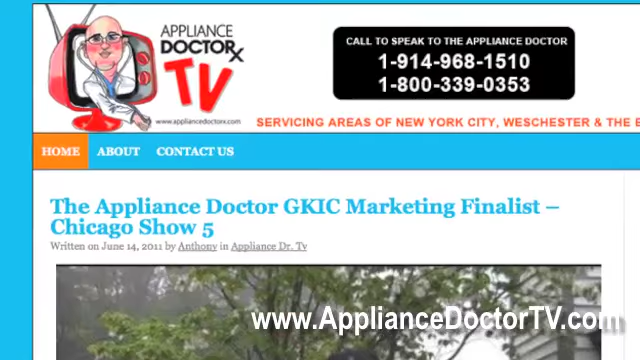 APPLIANCE
DOCTORx
TV
www.appliancedoctorx.com
CALL TO SPEAK TO THE APPLIANCE DOCTOR
1-914-968-1510
1-800-339-0353
SERVICING AREAS OF NEW YORK CITY, WESCHESTER & THE
HOME ABOUT CONTACT US
The Appliance Doctor GKIC Marketing Finalist –
Chicago Show 5
Written on June 14, 2011 by Anthony in Appliance Dr. Tv
www.ApplianceDoctorTV.com